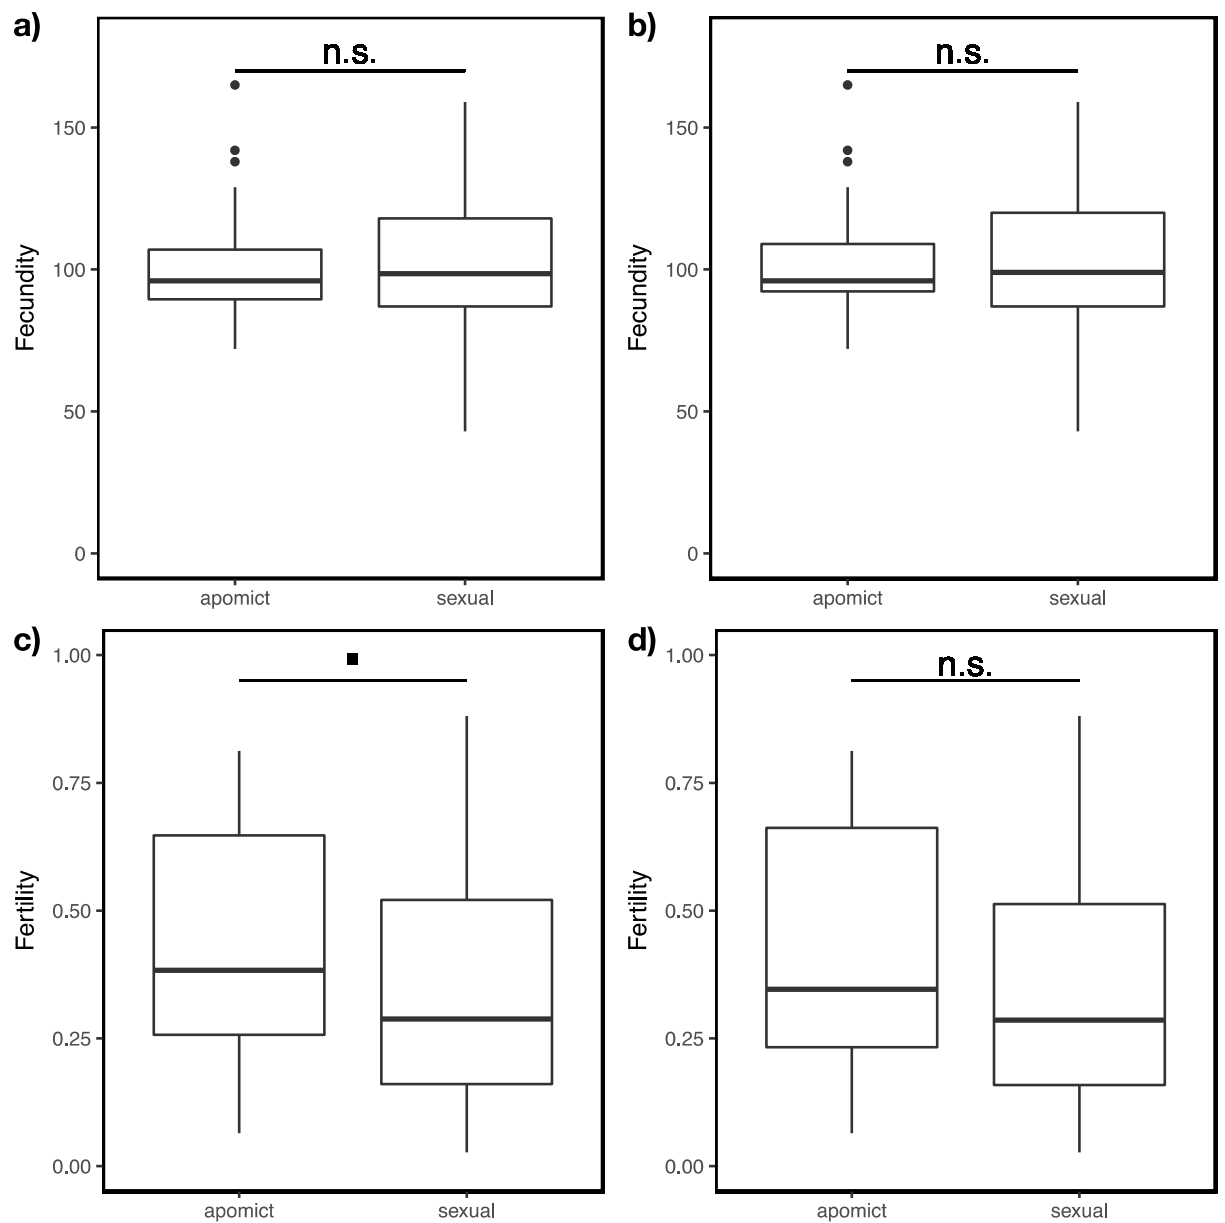 a)
n.s.
150
100
50
0
Fecundity
apomict sexual
b)
n.s.
150
100
50
0
Fecundity
apomict sexual
c)
1.00
0.75
0.50
0.25
0.00
Fertility
apomict sexual
d)
n.s.
1.00
0.75
0.50
0.25
0.00
Fertility
apomict sexual